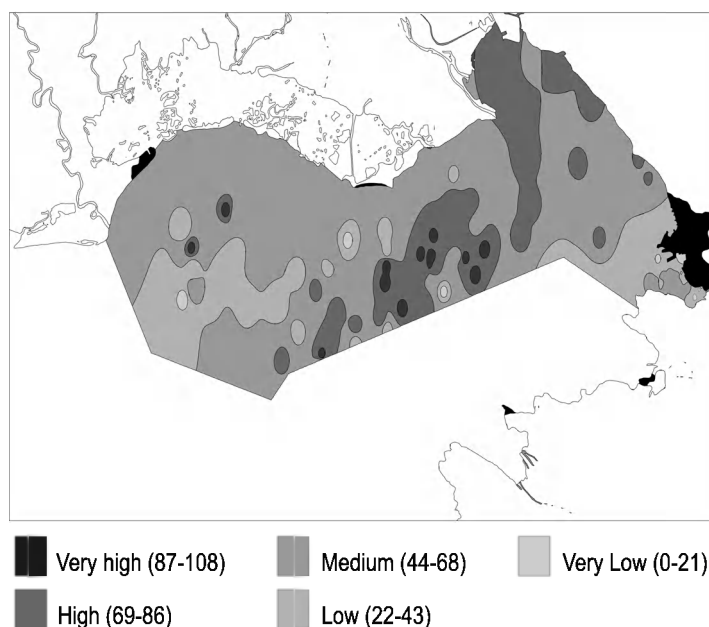 Very high (87-108) Medium (44-68) Very Low (0-21)
High (69-86) Low (22-43)